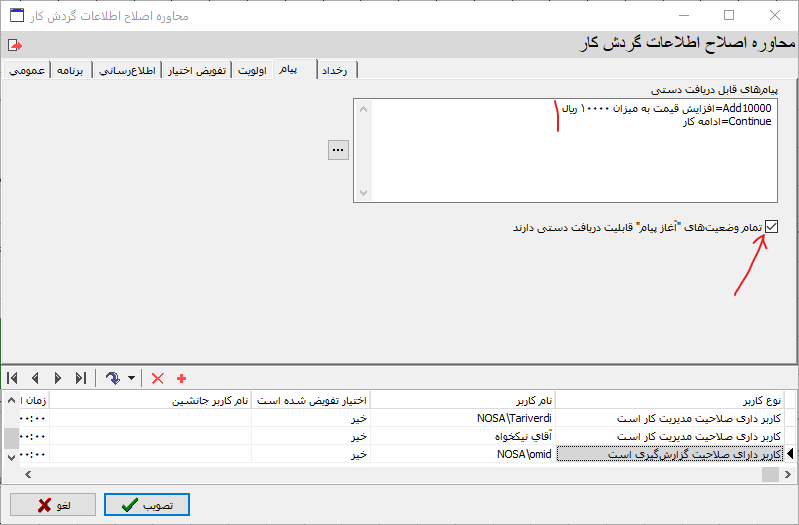 محاوره اصلاح اطلاعات گردش کار
محاوره اصلاح اطلاعات گردش کار
رخداد
پیام
اولویت
تفویض اختیار
اطلاع‌رسانی
برنامه
عمومی
پیام‌های قابل دریافت دستی
Add10000=افزایش قیمت به میزان ۱۰۰۰۰ ریال
Continue=ادامه کار
...
تمام وضعیت‌های "آغاز پیام" قابلیت دریافت دستی دارند
نوع کاربر نام کاربر اختیار تفویض شده است نام کاربر جانشین زمان
کاربر داری صلاحیت مدیریت کار است NOSA\Tariverdi خیر ۰۰:۰۰
کاربر داری صلاحیت مدیریت کار است آقاي نیکخواه خیر ۰۰:۰۰
کاربر دارای صلاحیت گزارش‌گیری است NOSA\omid خیر ۰۰:۰۰
تصویب
لغو